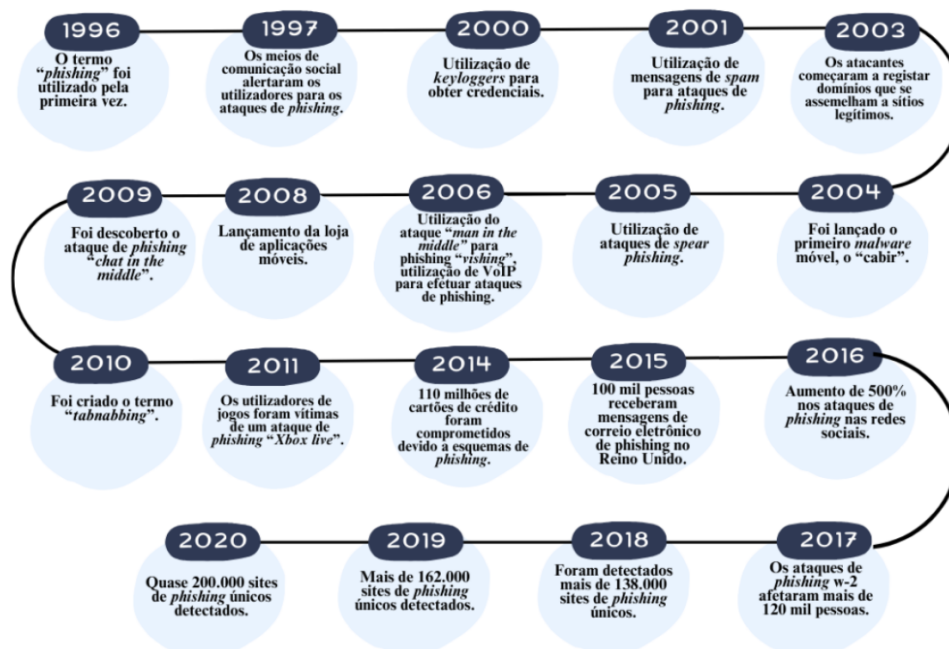 1996
O termo
“phishing” foi
utilizado pela
primeira vez.
1997
Os meios de
comunicação social
alertaram os
utilizadores para os
ataques de phishing.
2000
Utilização de
keyloggers para
obter credenciais.
2001
Utilização de
mensagens de spam
para ataques de
phishing.
2003
Os atacantes
começaram a registar
domínios que se
assemelham a sítios
legítimos.
2004
Foi lançado o
primeiro malware
móvel, o “cabir”.
2005
Utilização de
ataques de spear
phishing.
2006
Utilização do
ataque “man in the
middle” para
phishing “vishing”,
utilização de VoIP
para efetuar ataques
de phishing.
2008
Lançamento da loja
de aplicações
móveis.
2009
Foi descoberto o
ataque de phishing
“chat in the
middle”.
2010
Foi criado o termo
“tabnabbing”.
2011
Os utilizadores de
jogos foram vítimas
de um ataque de
phishing “Xbox live”.
2014
110 milhões de
cartões de crédito
foram
comprometidos
devido a esquemas de
phishing.
2015
100 mil pessoas
receberam
mensagens de
correio eletrônico
de phishing no
Reino Unido.
2016
Aumento de 500%
nos ataques de
phishing nas redes
sociais.
2017
Os ataques de
phishing w-2
afetaram mais de
120 mil pessoas.
2018
Foram detectados
mais de 138.000
sites de phishing
únicos.
2019
Mais de 162.000
sites de phishing
únicos detectados.
2020
Quase 200.000 sites
de phishing únicos
detectados.